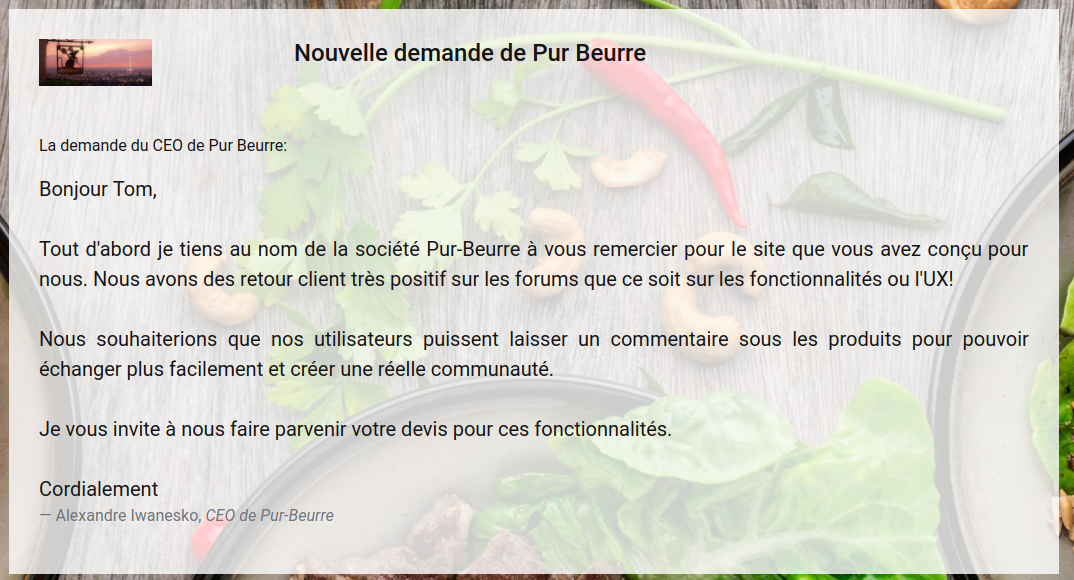 Nouvelle demande de Pur Beurre
La demande du CEO de Pur Beurre:
Bonjour Tom,
Tout d'abord je tiens au nom de la société Pur-Beurre à vous remercier pour le site que vous avez conçu pour
nous. Nous avons des retour client très positif sur les forums que ce soit sur les fonctionnalités ou l'UX!
Nous souhaiterions que nos utilisateurs puissent laisser un commentaire sous les produits pour pouvoir
échanger plus facilement et créer une réelle communauté.
Je vous invite à nous faire parvenir votre devis pour ces fonctionnalités.
Cordialement
— Alexandre Iwanesko, CEO de Pur-Beurre